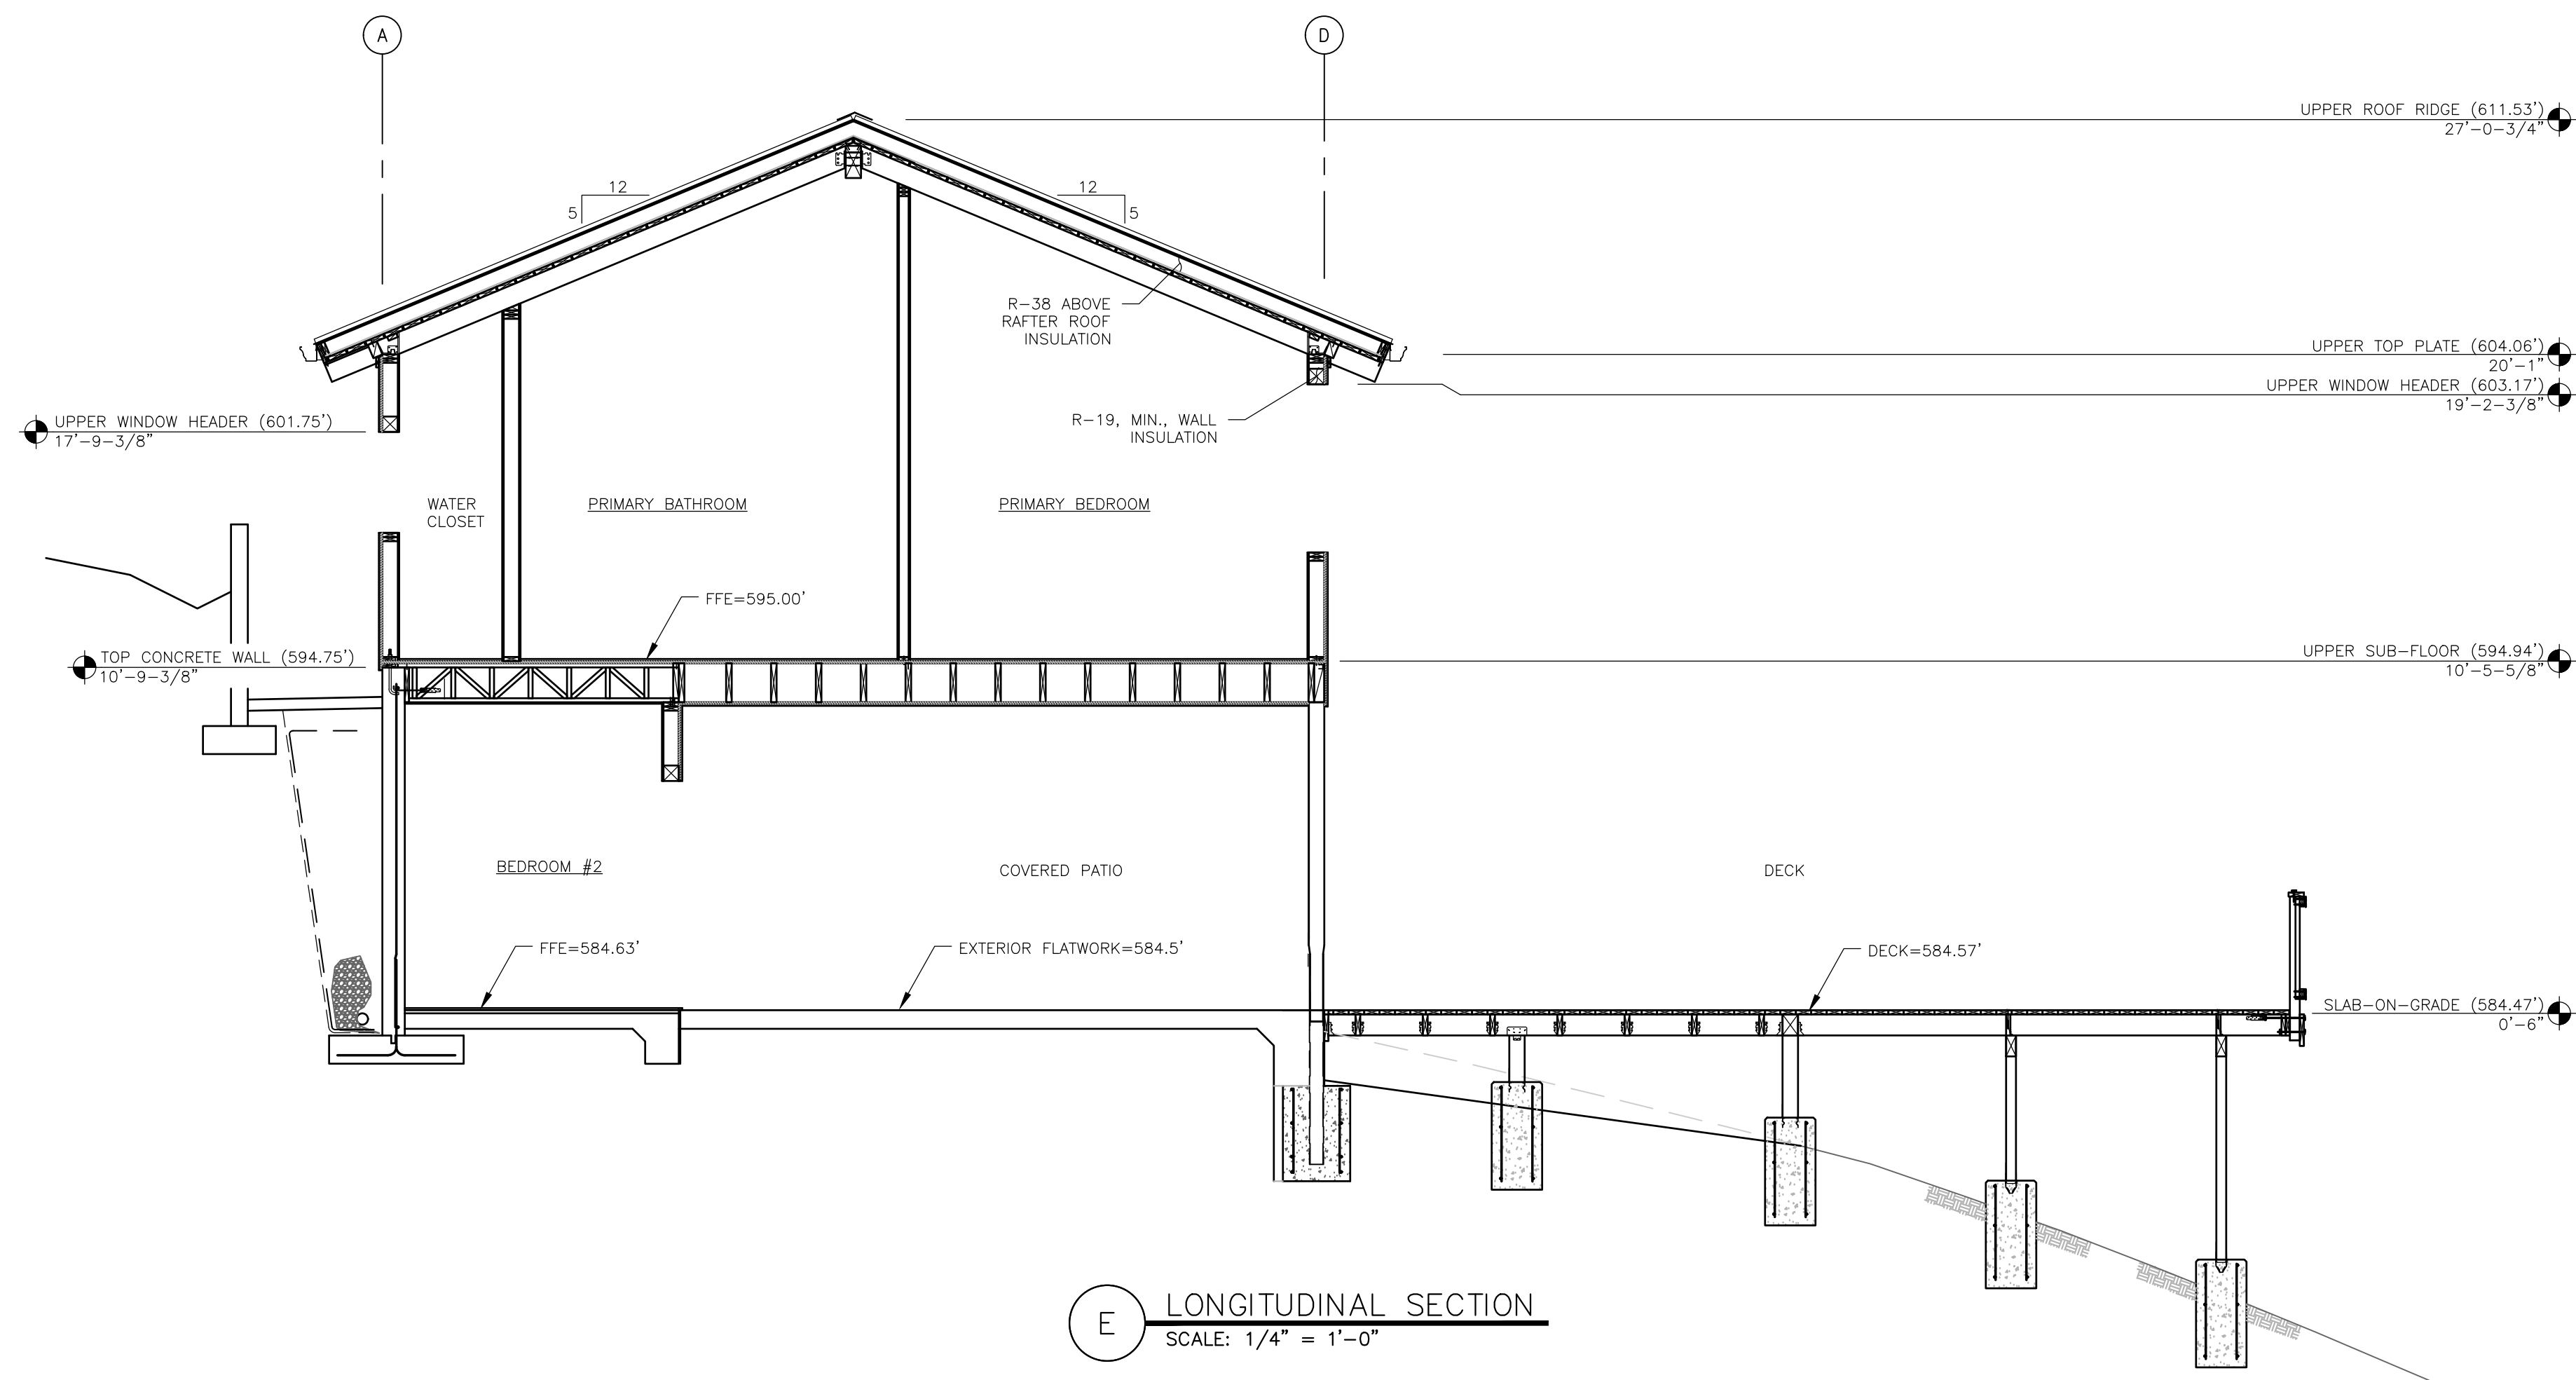 A
D
UPPER ROOF RIDGE (611.53')
27'-0-3/4"
12
5
12
5
R-38 ABOVE
RAFTER ROOF
INSULATION
UPPER TOP PLATE (604.06')
20'-1"
UPPER WINDOW HEADER (603.17')
19'-2-3/8"
UPPER WINDOW HEADER (601.75')
17'-9-3/8"
R-19, MIN., WALL
INSULATION
WATER
CLOSET
PRIMARY BATHROOM
PRIMARY BEDROOM
FFE=595.00'
TOP CONCRETE WALL (594.75')
10'-9-3/8"
UPPER SUB-FLOOR (594.94')
10'-5-5/8"
BEDROOM #2
COVERED PATIO
DECK
FFE=584.63'
EXTERIOR FLATWORK=584.5'
DECK=584.57'
SLAB-ON-GRADE (584.47')
0'-6"
E
LONGITUDINAL SECTION
SCALE: 1/4" = 1'-0"